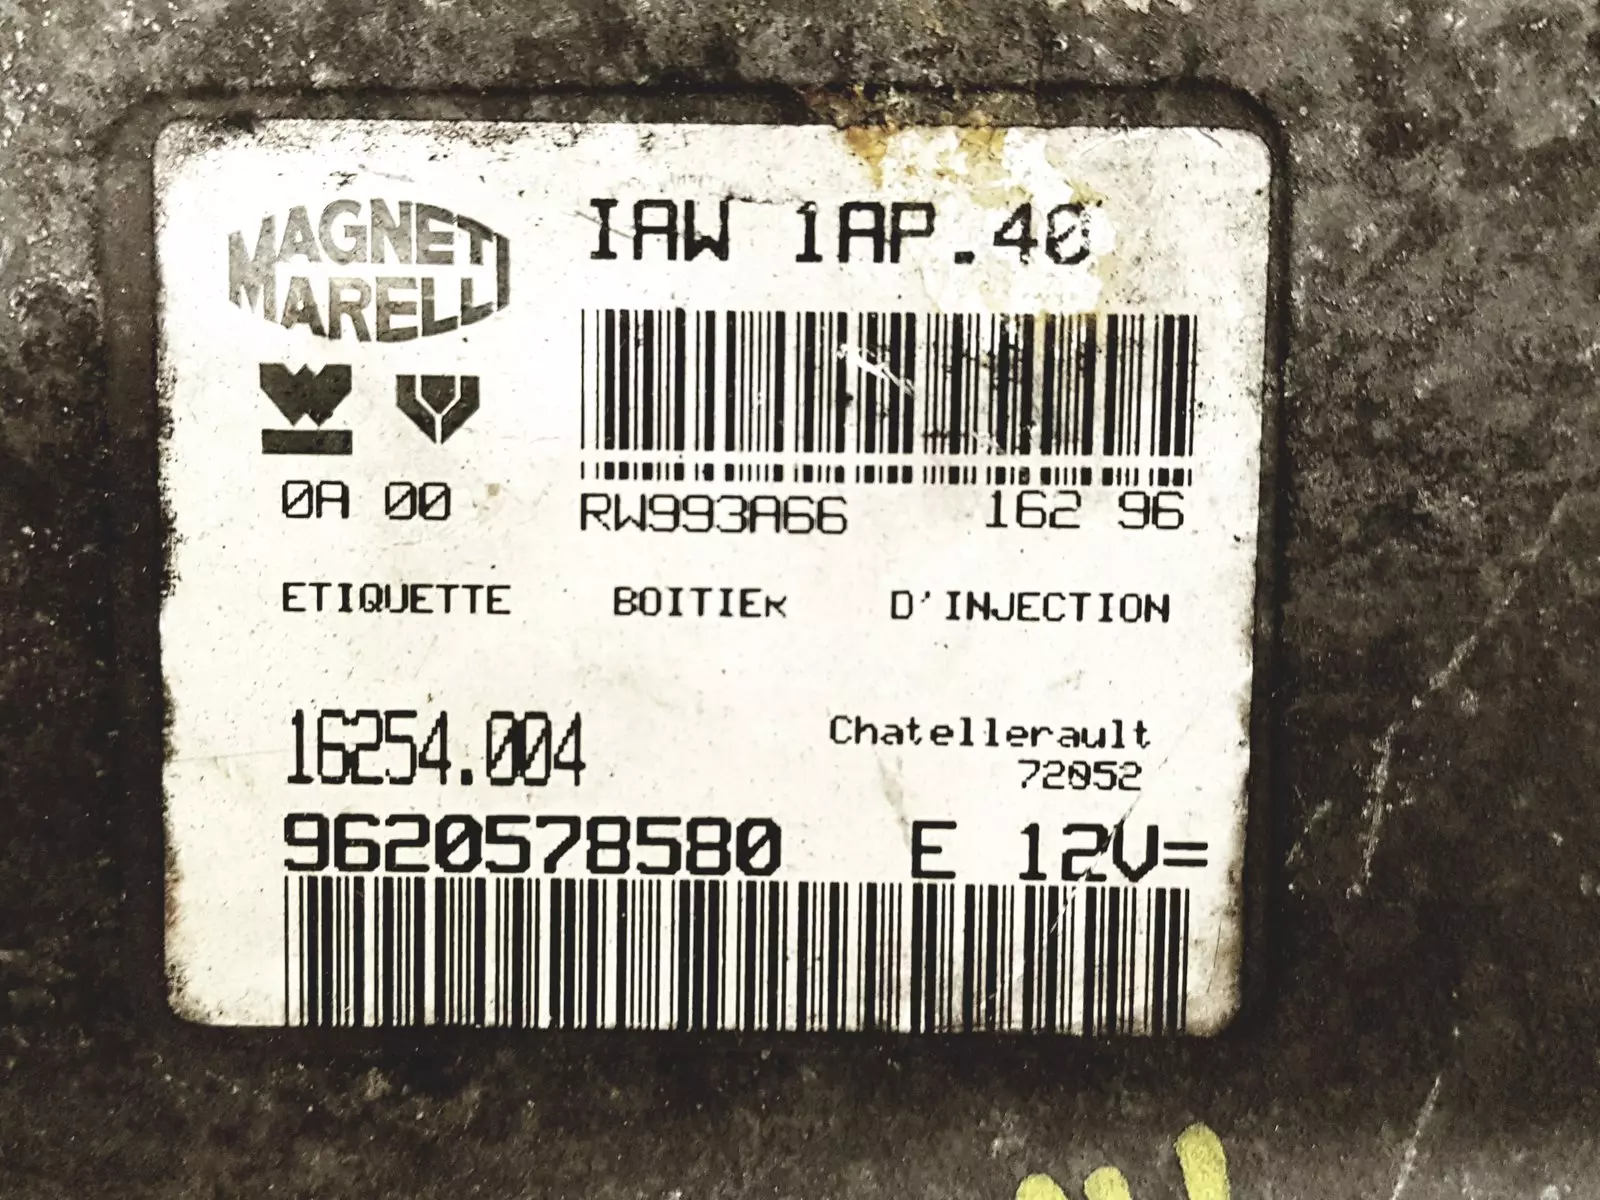 MAGNETI
MARELLI
IAW 1AP.40
0A 00
RW993A66 162 96
ETIQUETTE BOITIER D'INJECTION
16254.004
Chatellerault
72052
9620578580 E 12V=